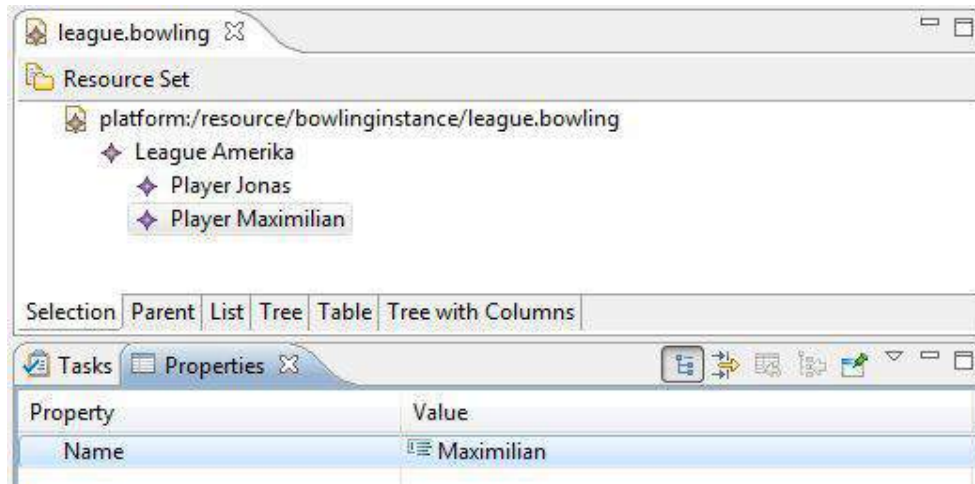 league.bowling
Resource Set
platform:/resource/bowlinginstance/league.bowling
League Amerika
Player Jonas
Player Maximilian
Selection Parent List Tree Table Tree with Columns
Tasks Properties
Property Value
Name Maximilian